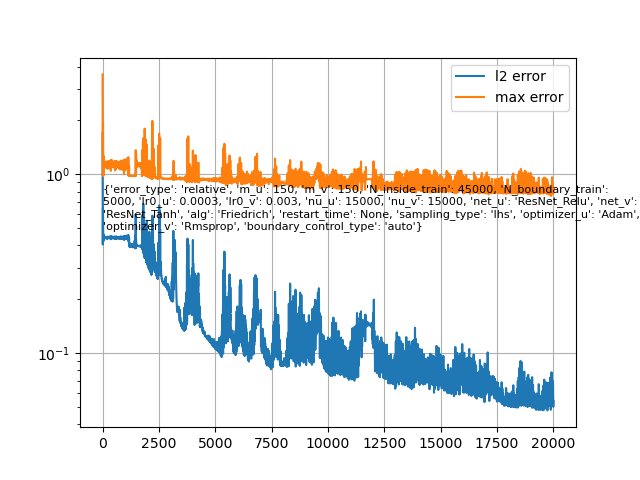 l2 error
max error
10⁰
{'error_type': 'relative', 'm_u': 150, 'm_v': 150, 'N_inside_train': 45000, 'N_boundary_train':
5000, 'lr0_u': 0.0003, 'lr0_v': 0.003, 'nu_u': 15000, 'nu_v': 15000, 'net_u': 'ResNet_Relu', 'net_v':
'ResNet_Tanh', 'alg': 'Friedrich', 'restart_time': None, 'sampling_type': 'lhs', 'optimizer_u': 'Adam',
'optimizer_v': 'Rmsprop', 'boundary_control_type': 'auto'}
10⁻¹
0 2500 5000 7500 10000 12500 15000 17500 20000